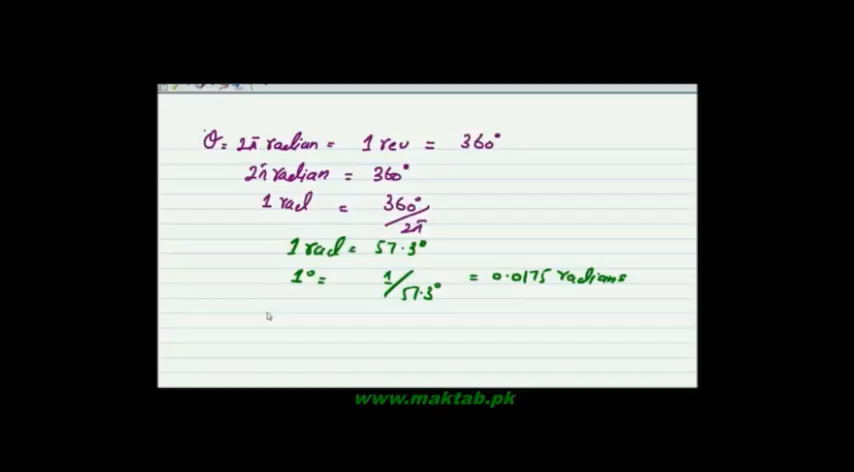 θ = 2π radian = 1 rev = 360°
2π radian = 360°
1 rad = 360°/2π
1 rad = 57.3°
1° = 1/57.3° = 0.0175 radians
www.maktab.pk